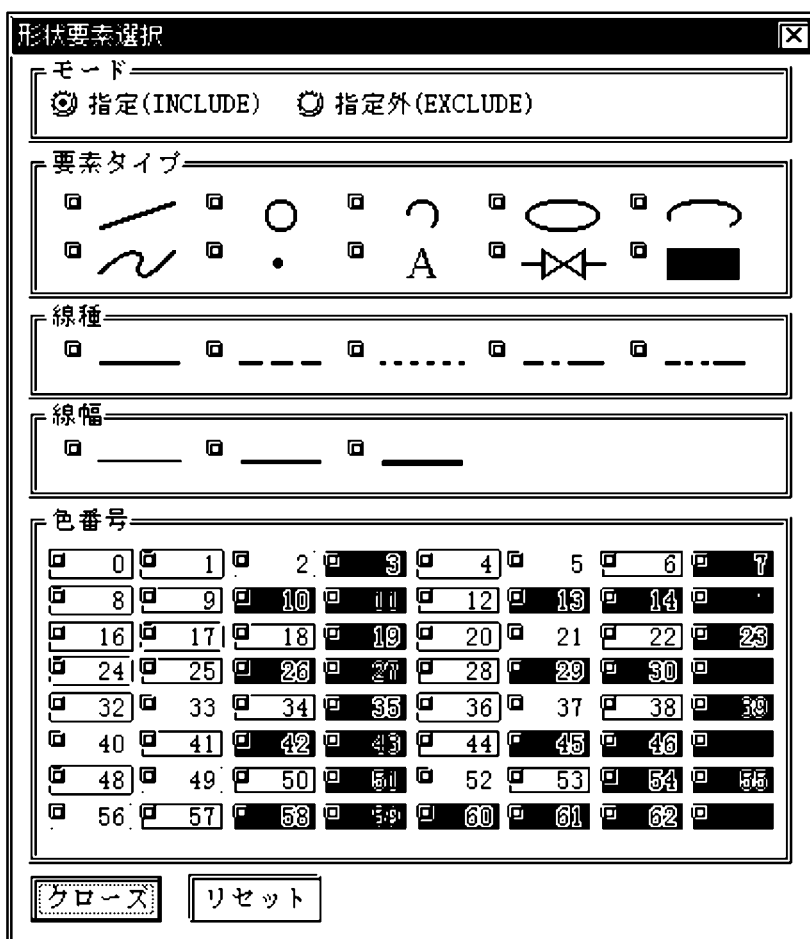 形状要素選択
モード
指定(INCLUDE) 指定外(EXCLUDE)
要素タイプ
A
線種
線幅
色番号
0 1 2 3 4 5 6 7
8 9 10 11 12 13 14
16 17 18 19 20 21 22 23
24 25 26 27 28 29 30
32 33 34 35 36 37 38 39
40 41 42 43 44 45 46
48 49 50 51 52 53 54 55
56 57 58 59 60 61 62
クローズ リセット